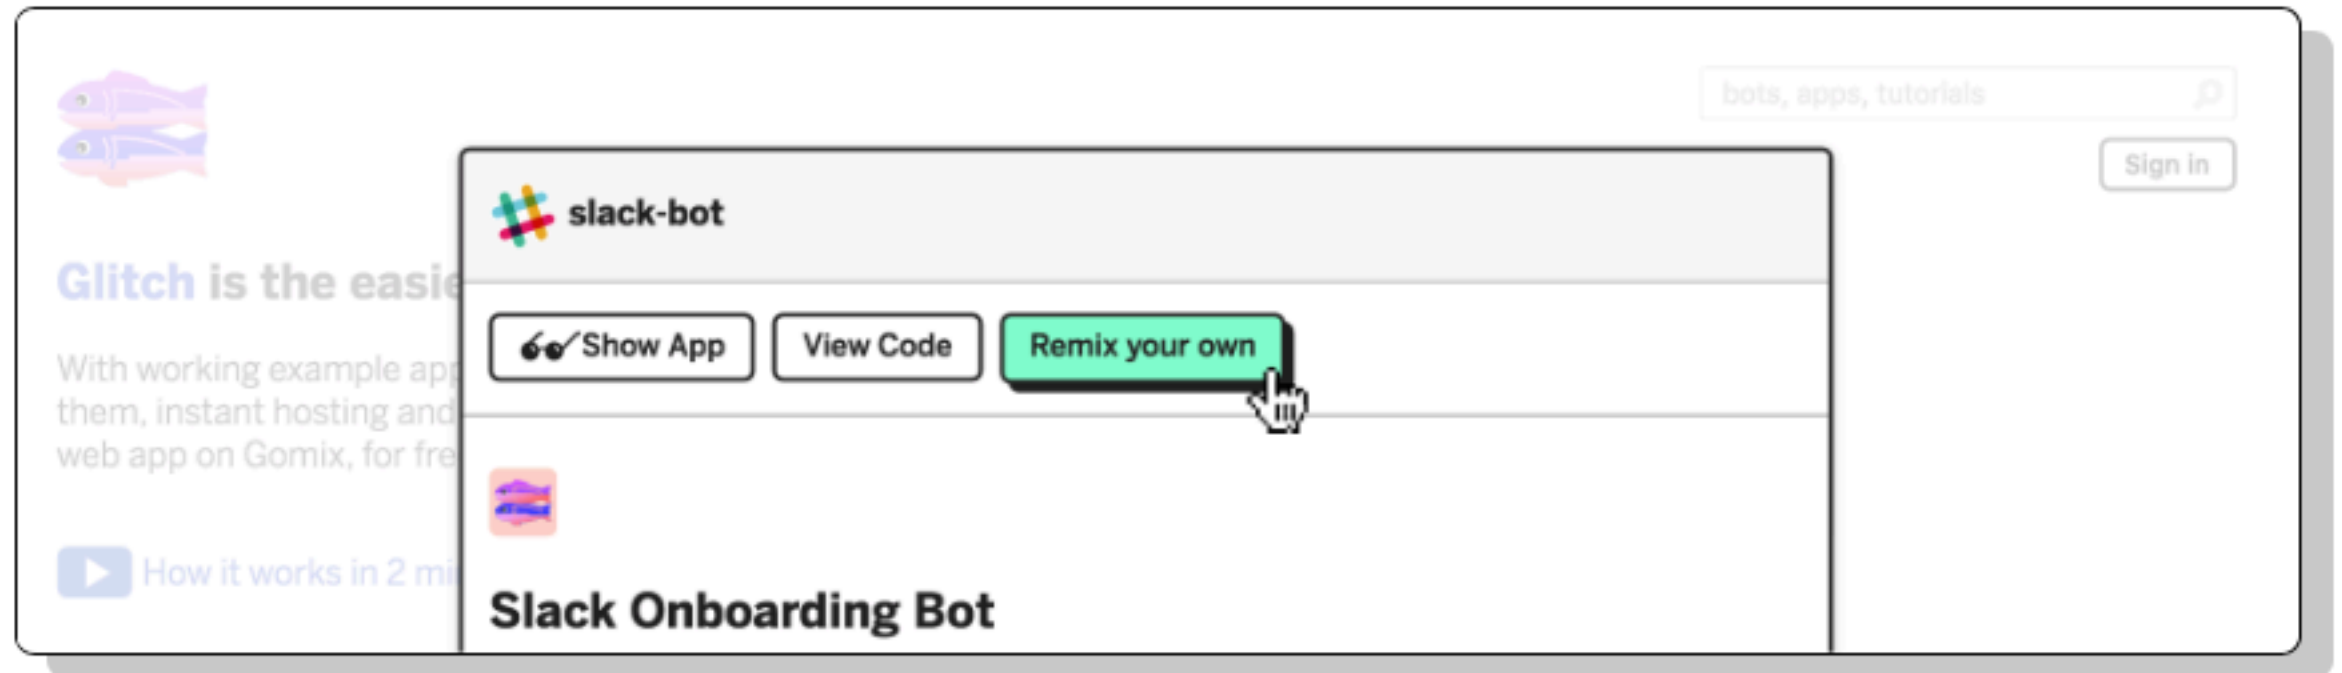 bots, apps, tutorials
Sign in
slack-bot
Glitch is the easie
Show App
View Code
Remix your own
With working example app
them, instant hosting and
web app on Gomix, for fre
How it works in 2 mi
Slack Onboarding Bot